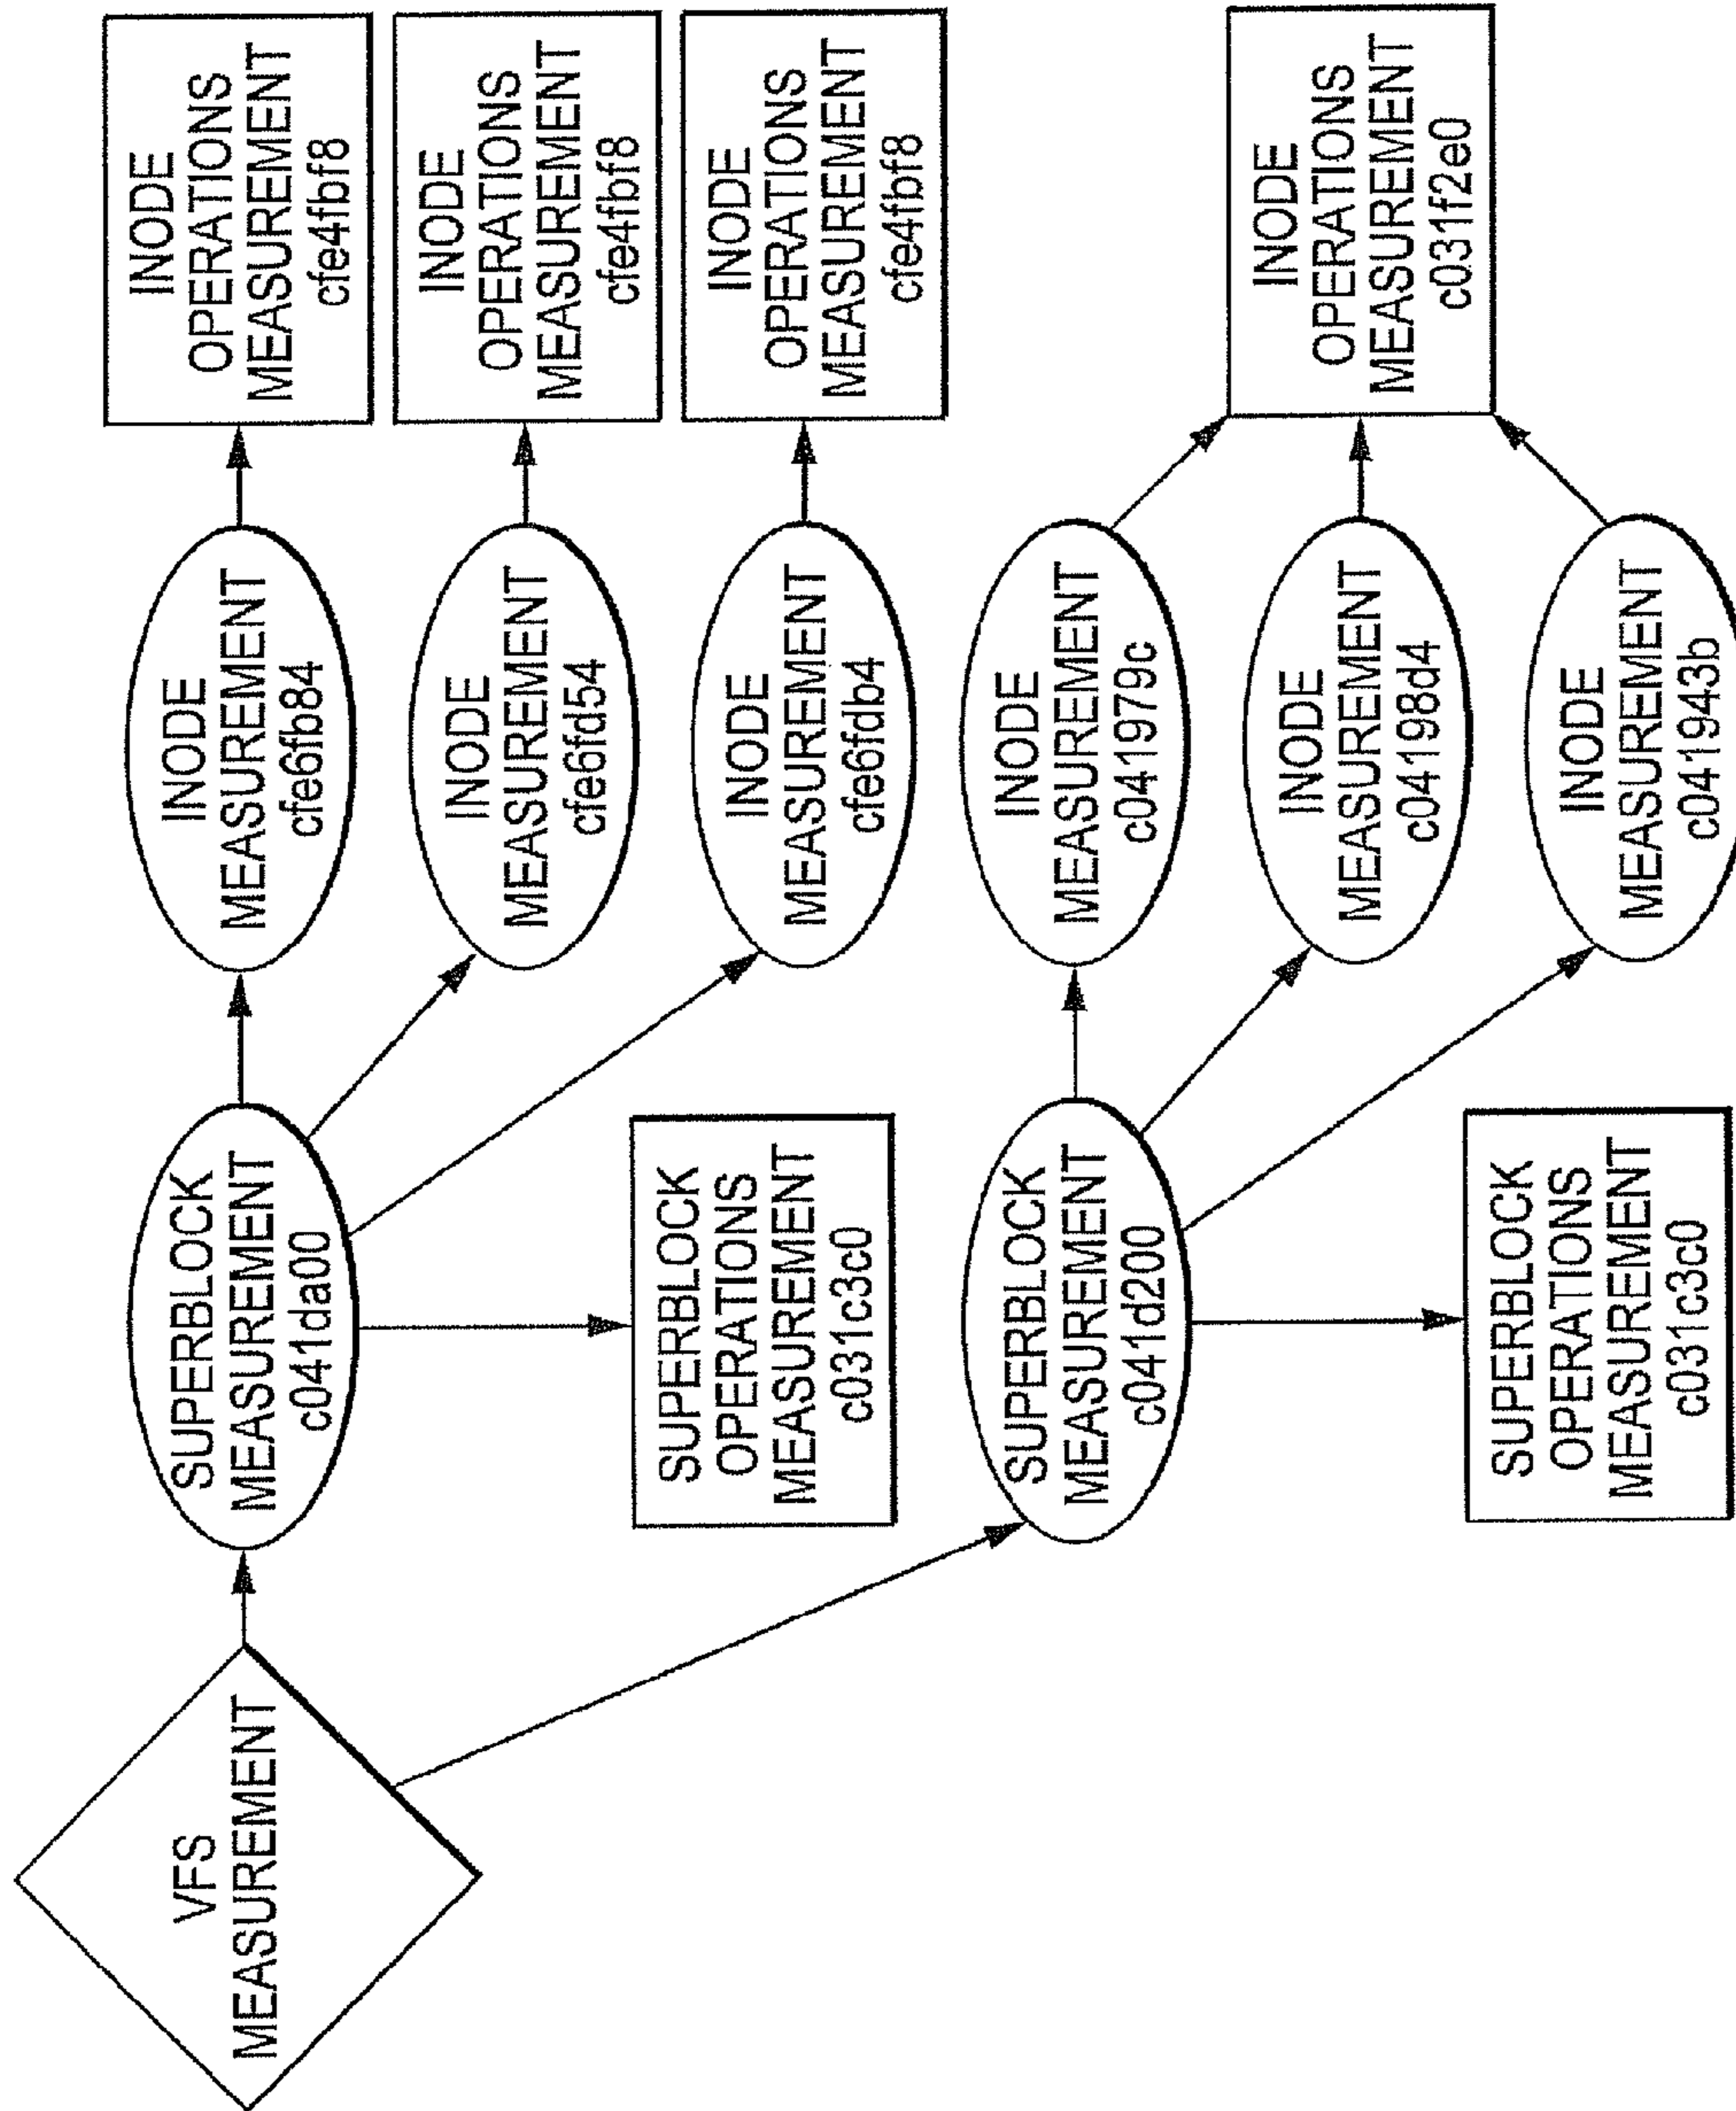 VFS
MEASUREMENT
SUPERBLOCK
MEASUREMENT
c041da00
INODE
MEASUREMENT
cfe6fb84
INODE
OPERATIONS
MEASUREMENT
cfe4fbf8
INODE
MEASUREMENT
cfe6fd54
INODE
OPERATIONS
MEASUREMENT
cfe4fbf8
INODE
MEASUREMENT
cfe6fdb4
INODE
OPERATIONS
MEASUREMENT
cfe4fbf8
SUPERBLOCK
OPERATIONS
MEASUREMENT
c031c3c0
SUPERBLOCK
MEASUREMENT
c041d200
INODE
MEASUREMENT
c041979c
INODE
MEASUREMENT
c04198d4
INODE
OPERATIONS
MEASUREMENT
c031f2e0
INODE
MEASUREMENT
c041943b
SUPERBLOCK
OPERATIONS
MEASUREMENT
c031c3c0